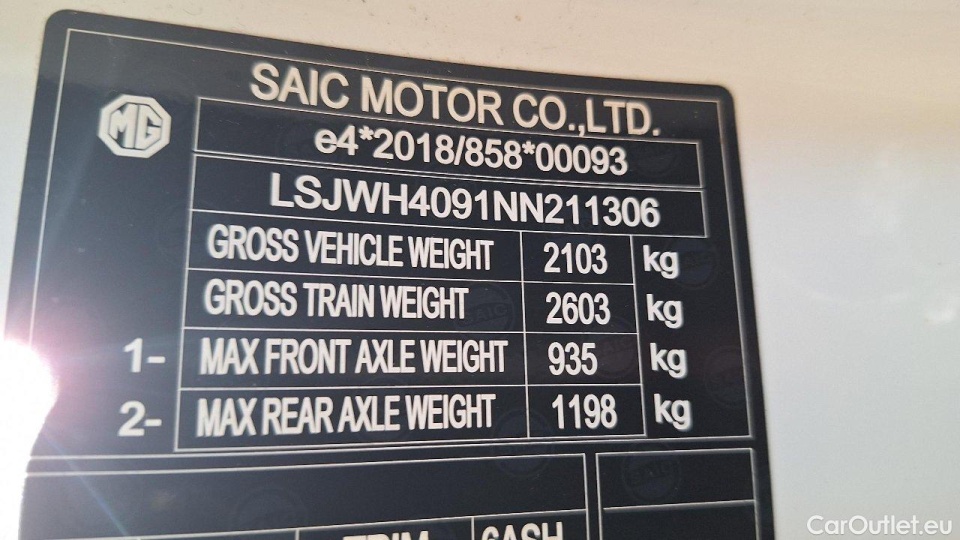 SAIC MOTOR CO.,LTD.
MG
e4*2018/858*00093
LSJWH4091NN211306
GROSS VEHICLE WEIGHT 2103 kg
GROSS TRAIN WEIGHT 2603 kg
1- MAX FRONT AXLE WEIGHT 935 kg
2- MAX REAR AXLE WEIGHT 1198 kg
TRIM
CarOutlet.eu